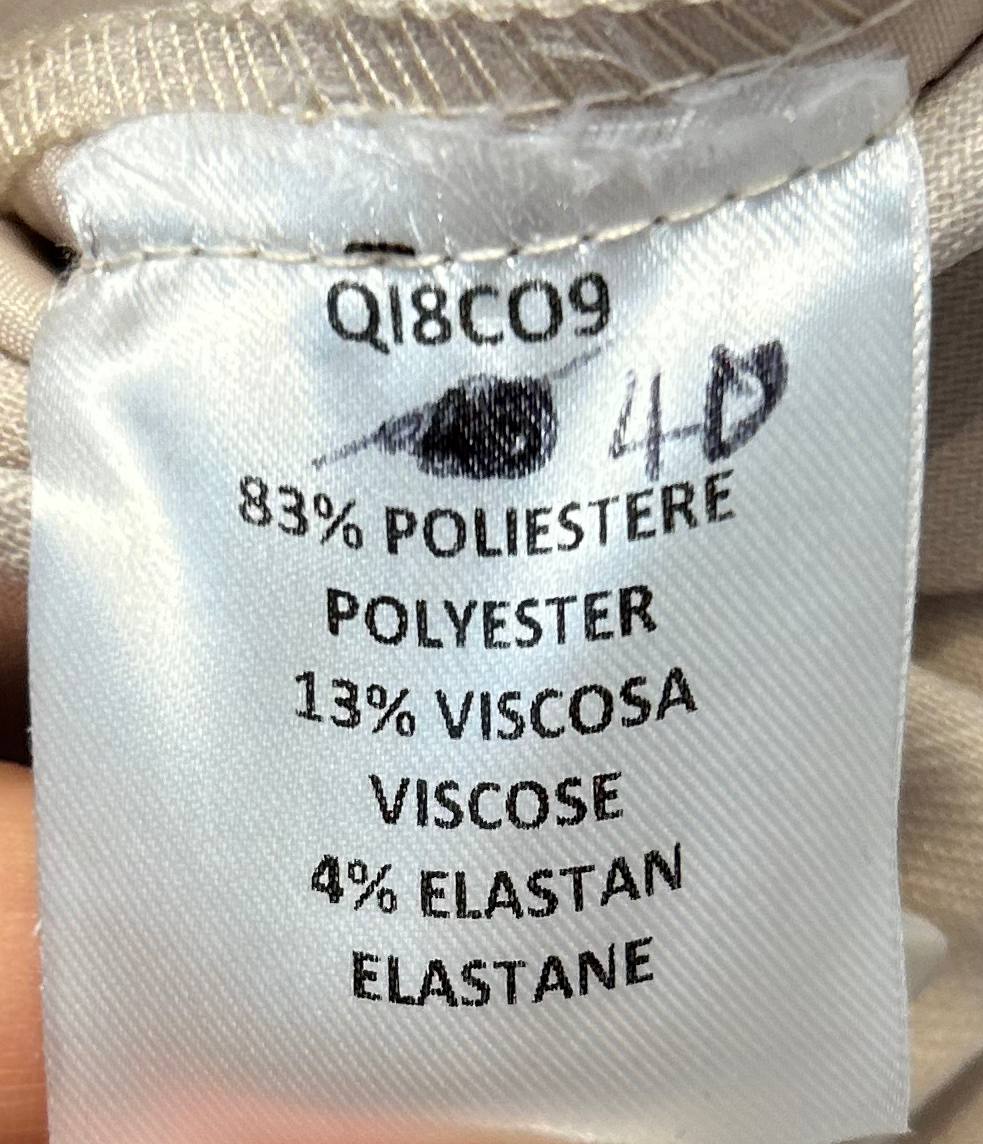 QI8CO9
40
83% POLIESTERE
POLYESTER
13% VISCOSA
VISCOSE
4% ELASTAN
ELASTANE